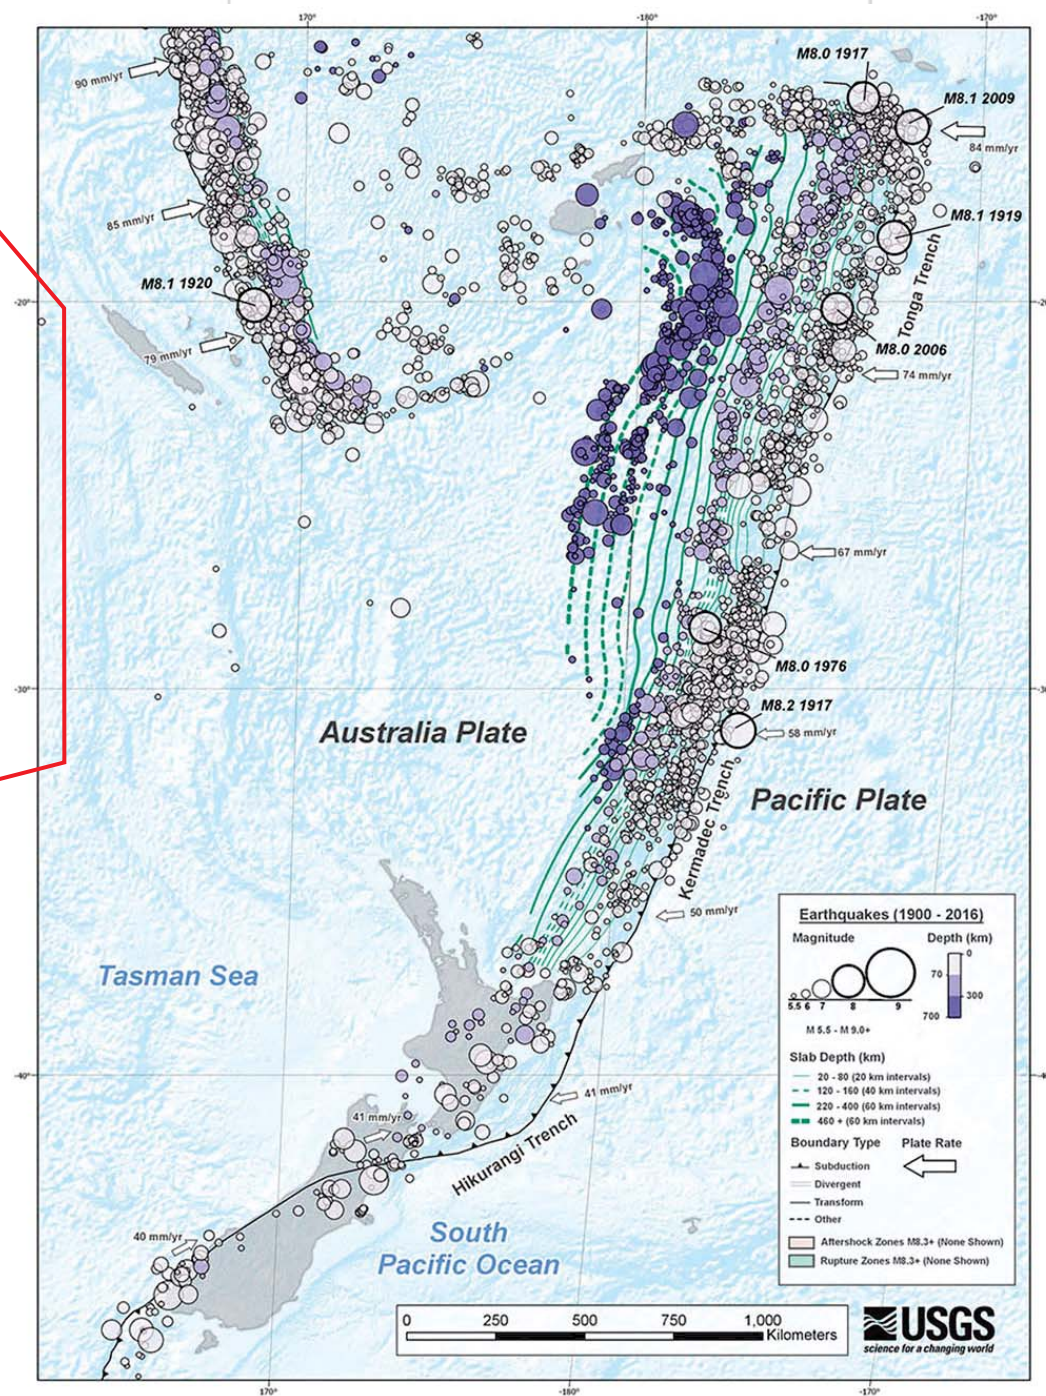 170°
-180°
-170°
M8.0 1917
90 mm/yr
M8.1 2009
84 mm/yr
85 mm/yr
M8.1 1919
M8.1 1920
Tonga Trench
-20°
79 mm/yr
M8.0 2006
74 mm/yr
67 mm/yr
M8.0 1976
-30°
M8.2 1917
58 mm/yr
Australia Plate
Pacific Plate
Kermadec Trench
50 mm/yr
Tasman Sea
Earthquakes (1900 - 2016)
Magnitude
Depth (km)
0
70
300
700
5.5 6 7 8 9
M 5.5 - M 9.0+
Slab Depth (km)
20 - 80 (20 km intervals)
120 - 160 (40 km intervals)
220 - 400 (60 km intervals)
460 + (60 km intervals)
Boundary Type Plate Rate
Subduction
Divergent
Transform
Other
Aftershock Zones M8.3+ (None Shown)
Rupture Zones M8.3+ (None Shown)
-40°
41 mm/yr
41 mm/yr
Hikurangi Trench
40 mm/yr
South
Pacific Ocean
0 250 500 750 1,000
Kilometers
USGS
science for a changing world
170°
-180°
-170°